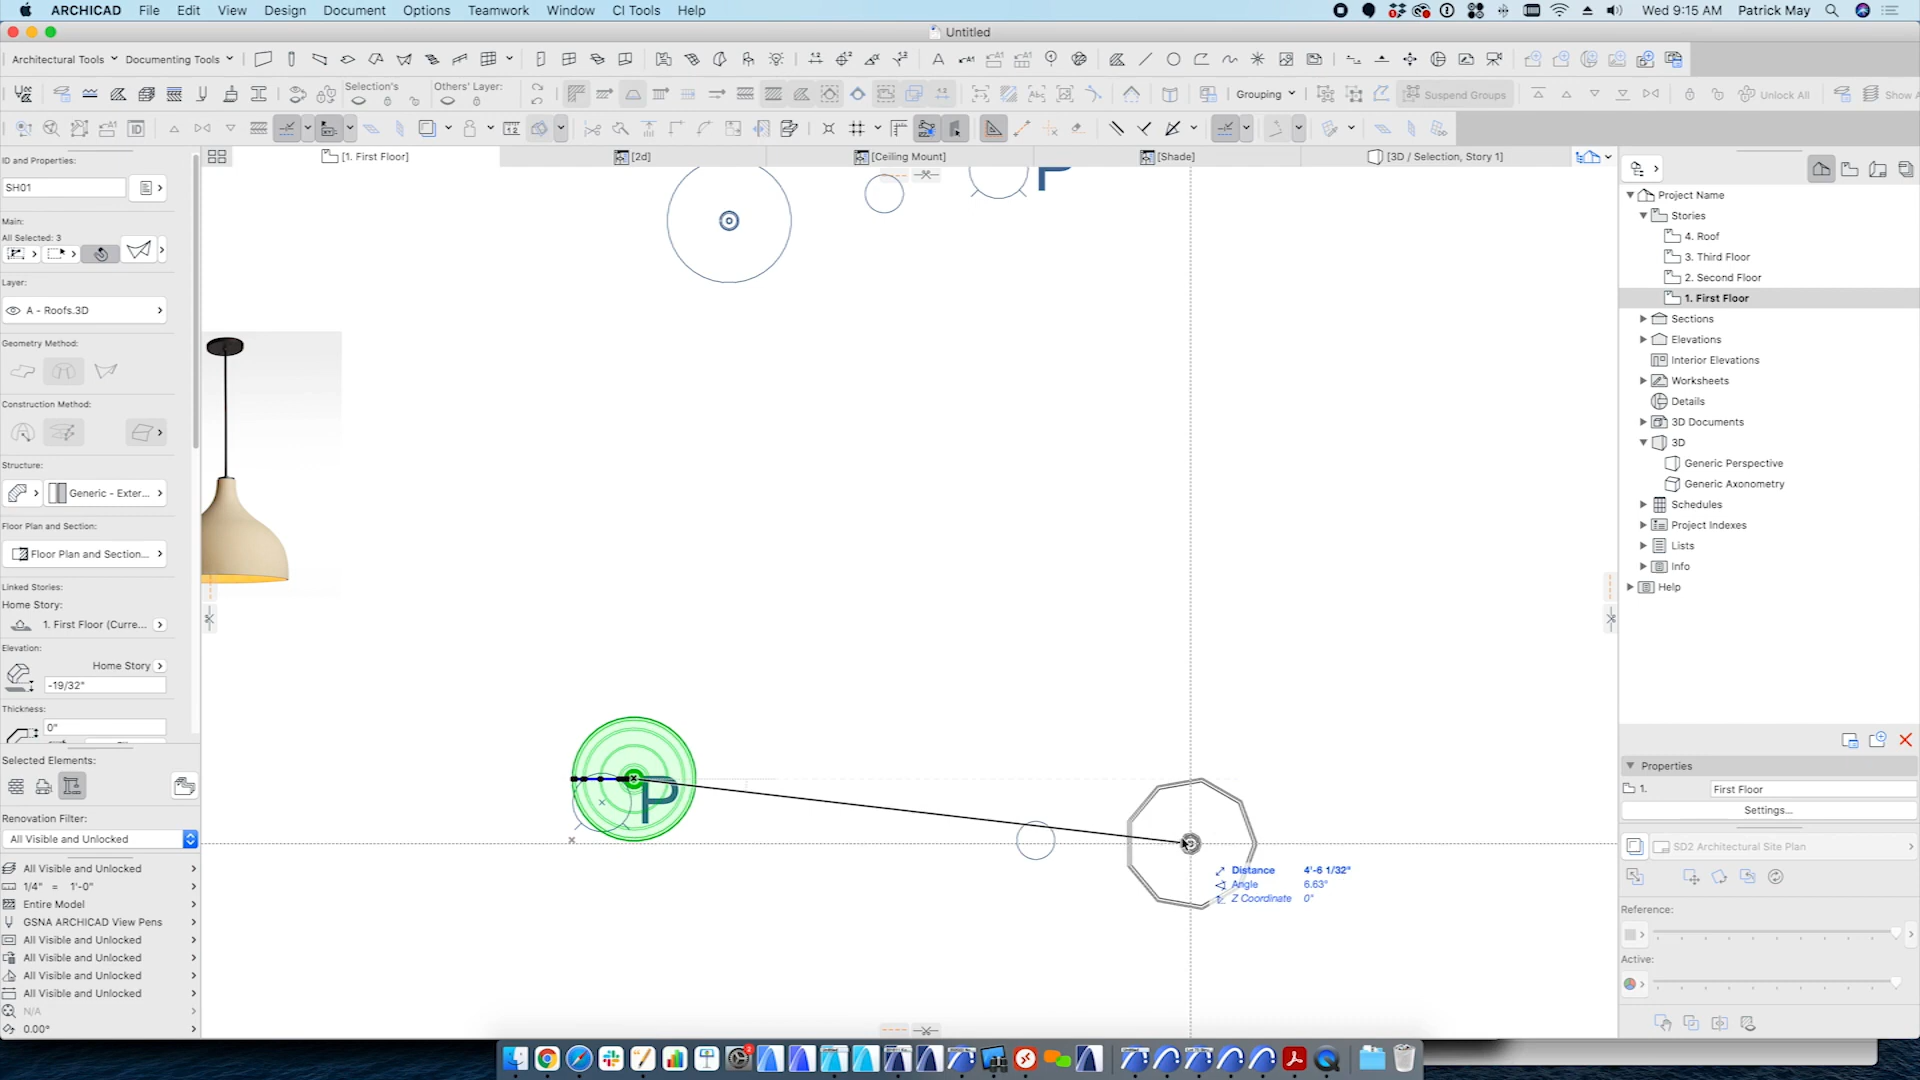 ARCHICAD File Edit View Design Document Options Teamwork Window CI Tools Help
Wed 9:15 AM Patrick May
Untitled
Architectural Tools Documenting Tools
Selection's
Others' Layer:
Grouping
Suspend Groups
Unlock All
Show A
[1. First Floor]
[2d]
[Ceiling Mount]
[Shade]
[3D / Selection, Story 1]
ID and Properties:
SH01
Main:
All Selected: 3
Layer:
A - Roofs.3D
Geometry Method:
Construction Method:
Structure:
Generic - Exter...
Floor Plan and Section:
Floor Plan and Section...
Linked Stories:
Home Story:
1. First Floor (Curre...
Elevation:
Home Story
-19/32"
Thickness:
0"
Selected Elements:
Renovation Filter:
All Visible and Unlocked
All Visible and Unlocked
1/4" = 1'-0"
Entire Model
GSNA ARCHICAD View Pens
All Visible and Unlocked
All Visible and Unlocked
All Visible and Unlocked
All Visible and Unlocked
N/A
0.00°
P
P
Distance 4'-6 1/32"
Angle 6.63°
Z Coordinate 0"
Project Name
Stories
4. Roof
3. Third Floor
2. Second Floor
1. First Floor
Sections
Elevations
Interior Elevations
Worksheets
Details
3D Documents
3D
Generic Perspective
Generic Axonometry
Schedules
Project Indexes
Lists
Info
Help
Properties
1. First Floor
Settings...
SD2 Architectural Site Plan
Reference:
Active: